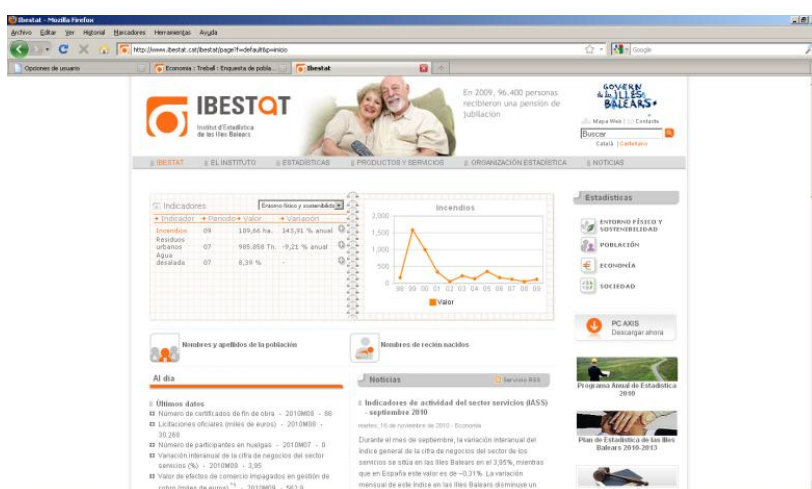 Ibestat - Mozilla Firefox
Archivo Editar Ver Historial Marcadores Herramientas Ayuda
http://www.ibestat.cat/ibestat/page?f=default&p=inicio
Google
Opciones de usuario
Economia : Treball : Enquesta de pobla...
Ibestat
IBESTAT
Institut d'Estadística
de les Illes Balears
En 2009, 96.400 personas
recibieron una pensión de
jubilación
GOVERN
de les ILLES
BALEARS
Mapa Web | Contacte
Buscar
Català | Castellano
IBESTAT EL INSTITUTO ESTADÍSTICAS PRODUCTOS Y SERVICIOS ORGANIZACIÓN ESTADÍSTICA NOTICIAS
Indicadores
Entorno físico y sostenibilidad
Indicador Periodo Valor Variación
Incendios 09 109,66 ha. 143,91 % anual
Residuos
urbanos 07 985.858 Tn. -9,21 % anual
Agua
desalada 07 8,39 % -
Incendios
2,000
1,500
1,000
500
0
98 99 00 01 02 03 04 05 06 07 08 09
Valor
Estadísticas
ENTORNO FÍSICO Y
SOSTENIBILIDAD
POBLACIÓN
ECONOMÍA
SOCIEDAD
PC AXIS
Descargar ahora
Nombres y apellidos de la población
Nombres de recién nacidos
Al día
Últimos datos
Número de certificados de fin de obra - 2010M08 - 86
Licitaciones oficiales (miles de euros) - 2010M08 -
30.268
Número de participantes en huelgas - 2010M07 - 0
Variación interanual de la cifra de negocios del sector
servicios (%) - 2010M09 - 3,95
Valor de efectos de comercio impagados en gestión de
cobro (miles de euros) - 2010M09 - 562,9
Noticias
Servicio RSS
Indicadores de actividad del sector servicios (IASS)
- septiembre 2010
martes, 16 de noviembre de 2010 - Economía
Durante el mes de septiembre, la variación interanual del
índice general de la cifra de negocios del sector de los
servicios se sitúa en las Illes Balears en el 3,95%, mientras
que en España este valor es de -0,31%. La variación
mensual de este índice en las Illes Balears disminuye un
Programa Anual de Estadística
2010
Plan de Estadística de las Illes
Balears 2010-2013